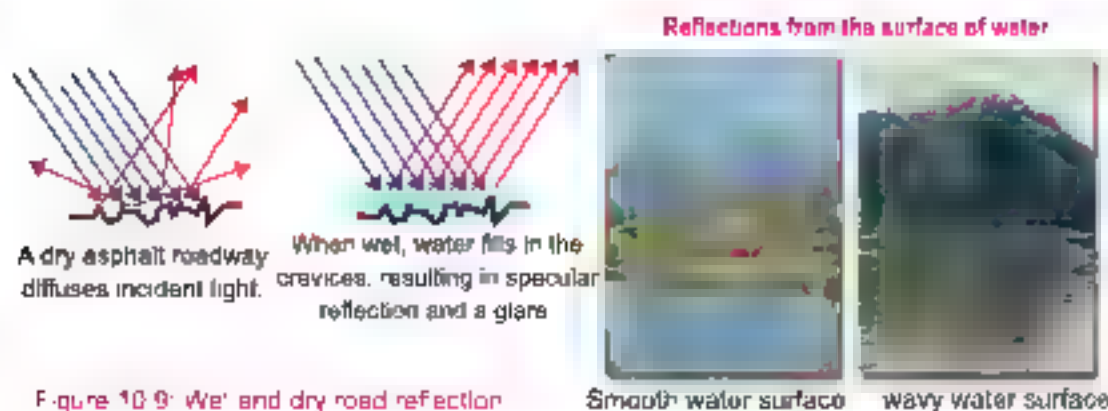 Reflections from the surface of water
A dry asphalt roadway
diffuses incident light.
When wet, water fills in the
crevices, resulting in specular
reflection and a glare
Figure 10 9: Wet and dry road reflection
Smooth water surface
wavy water surface